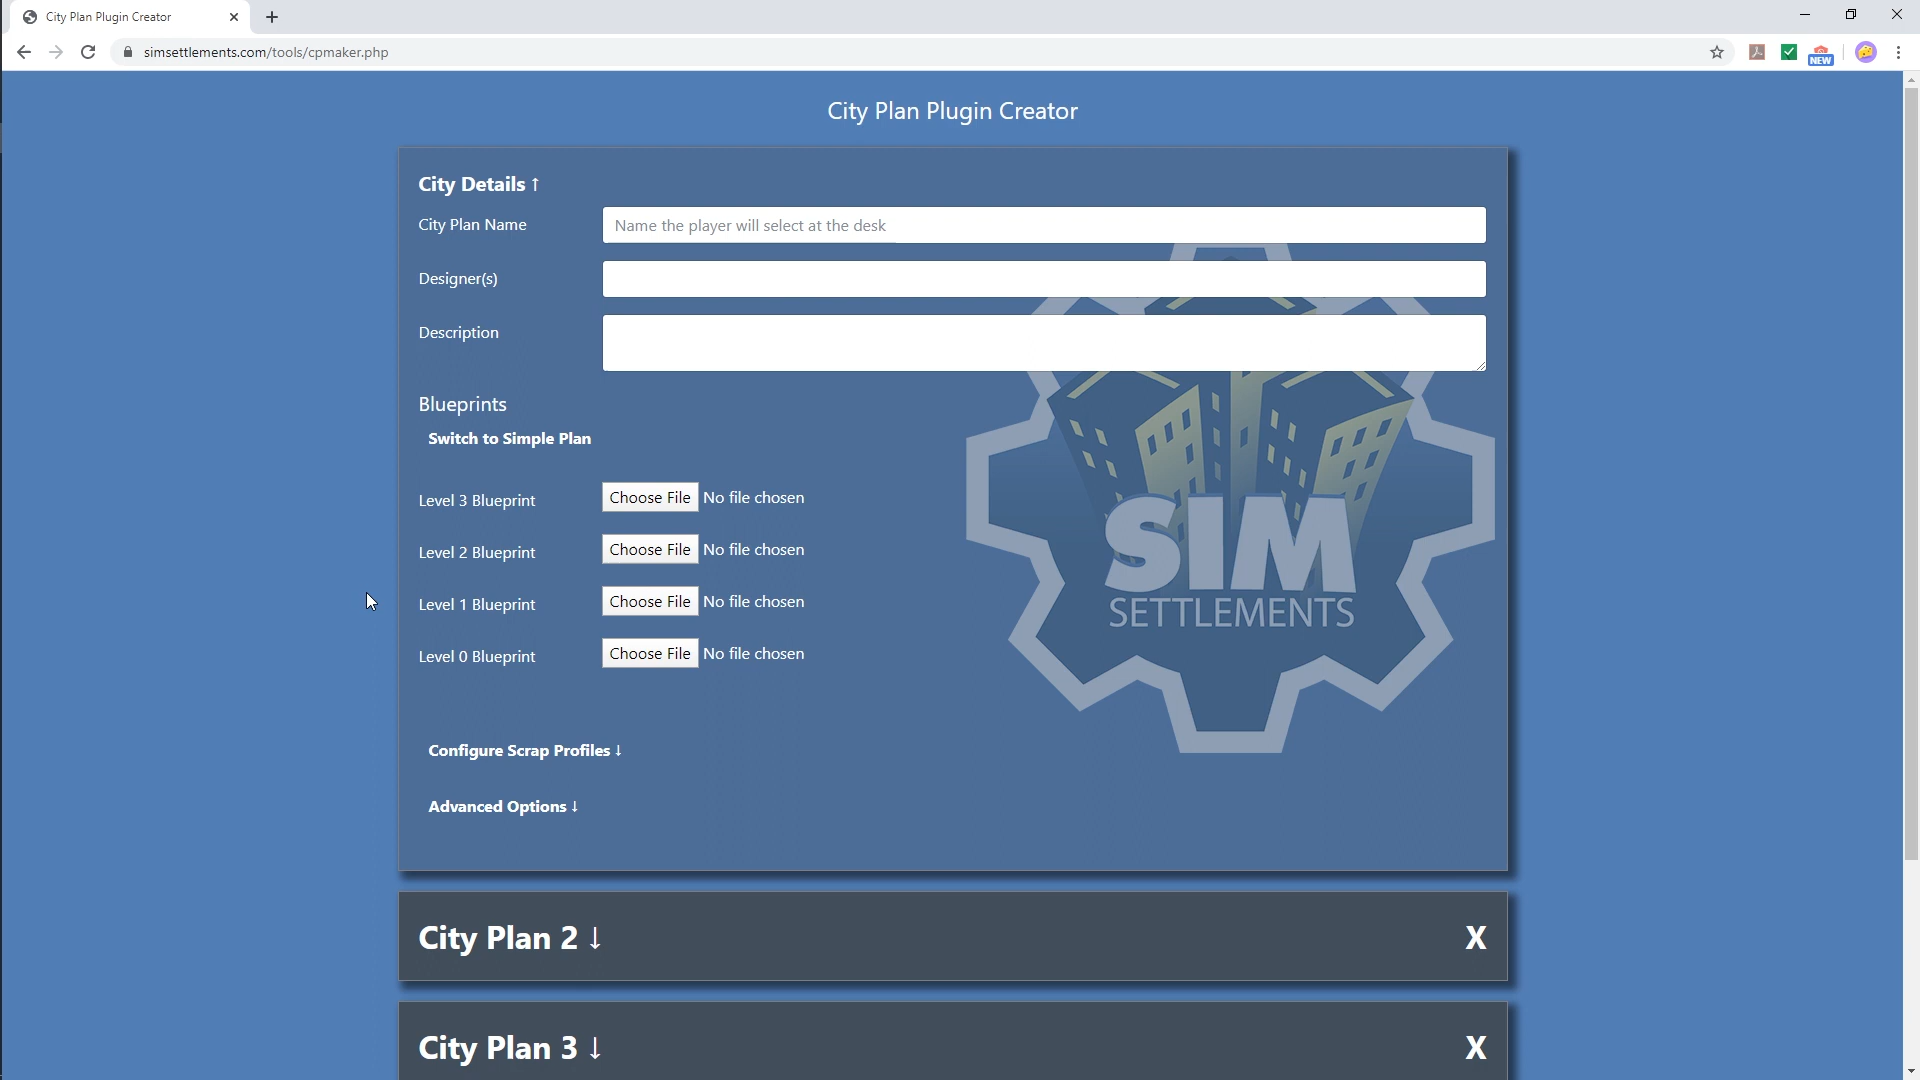 City Plan Plugin Creator
simsettlements.com/tools/cpmaker.php
NEW
City Plan Plugin Creator
City Details ↑
City Plan Name
Name the player will select at the desk
Designer(s)
Description
Blueprints
Switch to Simple Plan
Level 3 Blueprint
Choose File No file chosen
Level 2 Blueprint
Choose File No file chosen
Level 1 Blueprint
Choose File No file chosen
Level 0 Blueprint
Choose File No file chosen
SIM
SETTLEMENTS
Configure Scrap Profiles ↓
Advanced Options ↓
City Plan 2 ↓
X
City Plan 3 ↓
X